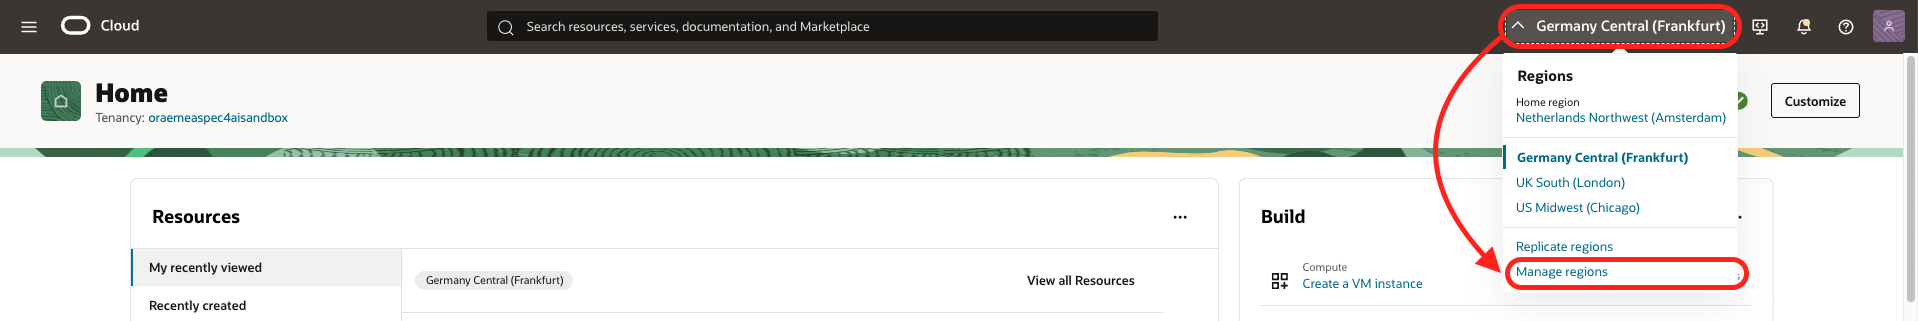 Cloud
Search resources, services, documentation, and Marketplace
Germany Central (Frankfurt)
Home
Tenancy: oraemeaspec4aisandbox
Customize
Regions
Home region
Netherlands Northwest (Amsterdam)
Germany Central (Frankfurt)
UK South (London)
US Midwest (Chicago)
Replicate regions
Manage regions
Resources
My recently viewed
Recently created
Germany Central (Frankfurt)
View all Resources
Build
Compute
Create a VM instance